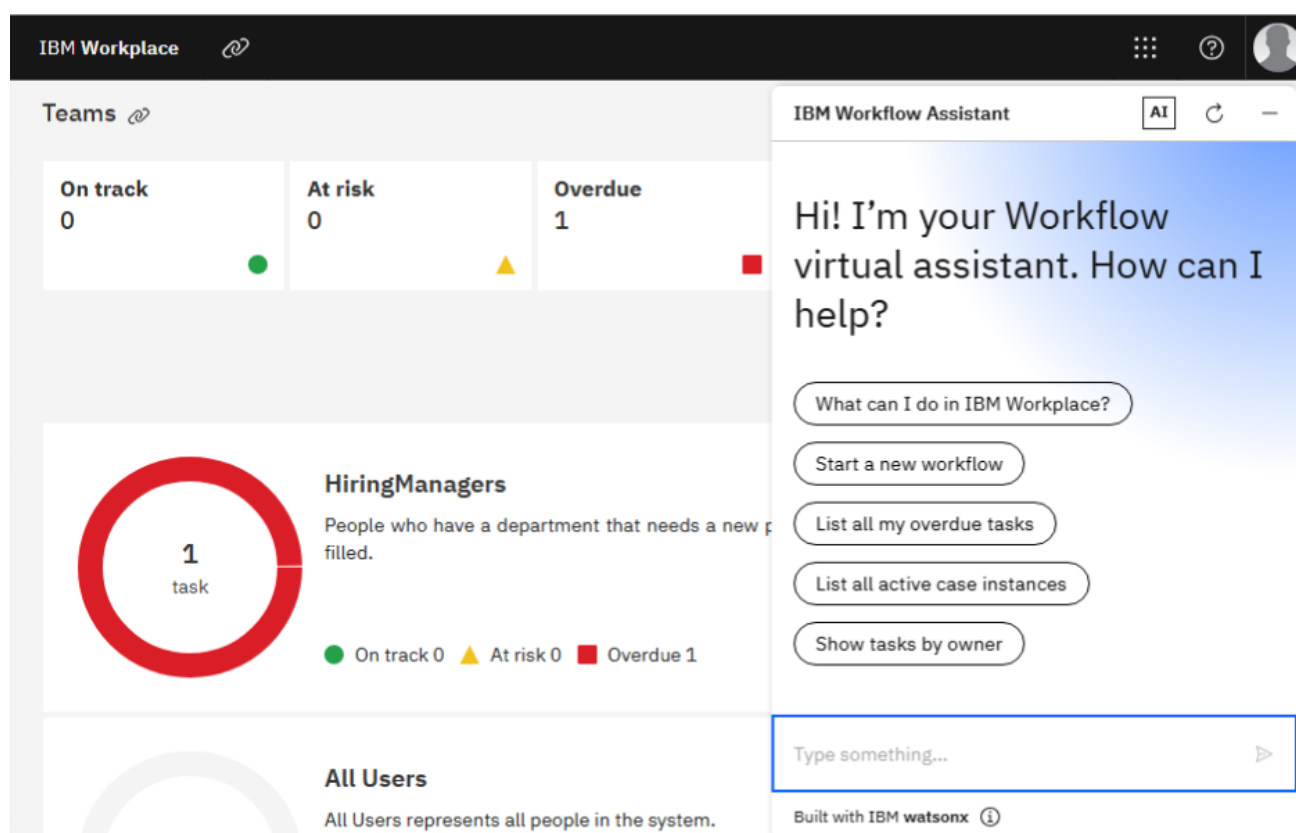 IBM Workplace
Teams
On track
0
At risk
0
Overdue
1
HiringManagers
People who have a department that needs a new p
filled.
1
task
On track 0 At risk 0 Overdue 1
All Users
All Users represents all people in the system.
IBM Workflow Assistant
AI
Hi! I'm your Workflow
virtual assistant. How can I
help?
What can I do in IBM Workplace?
Start a new workflow
List all my overdue tasks
List all active case instances
Show tasks by owner
Type something...
Built with IBM watsonx